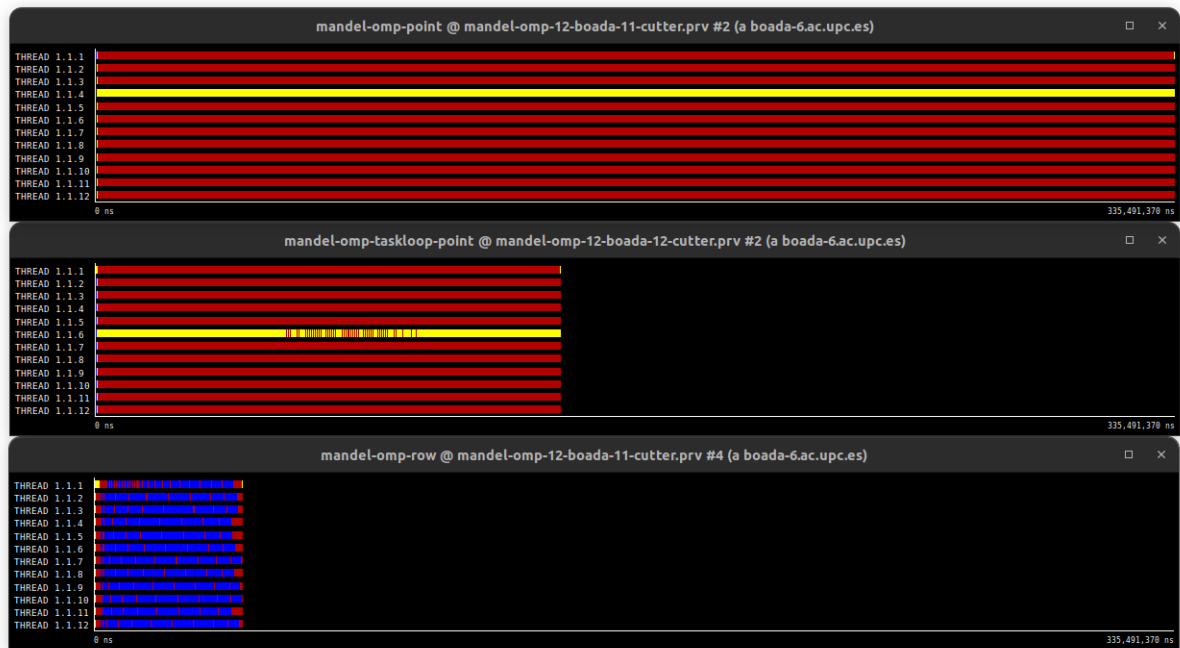 mandel-omp-point @ mandel-omp-12-boada-11-cutter.prv #2 (a boada-6.ac.upc.es)
THREAD 1.1.1
THREAD 1.1.2
THREAD 1.1.3
THREAD 1.1.4
THREAD 1.1.5
THREAD 1.1.6
THREAD 1.1.7
THREAD 1.1.8
THREAD 1.1.9
THREAD 1.1.10
THREAD 1.1.11
THREAD 1.1.12
0 ns 335,491,370 ns
mandel-omp-taskloop-point @ mandel-omp-12-boada-12-cutter.prv #2 (a boada-6.ac.upc.es)
THREAD 1.1.1
THREAD 1.1.2
THREAD 1.1.3
THREAD 1.1.4
THREAD 1.1.5
THREAD 1.1.6
THREAD 1.1.7
THREAD 1.1.8
THREAD 1.1.9
THREAD 1.1.10
THREAD 1.1.11
THREAD 1.1.12
0 ns 335,491,370 ns
mandel-omp-row @ mandel-omp-12-boada-11-cutter.prv #4 (a boada-6.ac.upc.es)
THREAD 1.1.1
THREAD 1.1.2
THREAD 1.1.3
THREAD 1.1.4
THREAD 1.1.5
THREAD 1.1.6
THREAD 1.1.7
THREAD 1.1.8
THREAD 1.1.9
THREAD 1.1.10
THREAD 1.1.11
THREAD 1.1.12
0 ns 335,491,370 ns